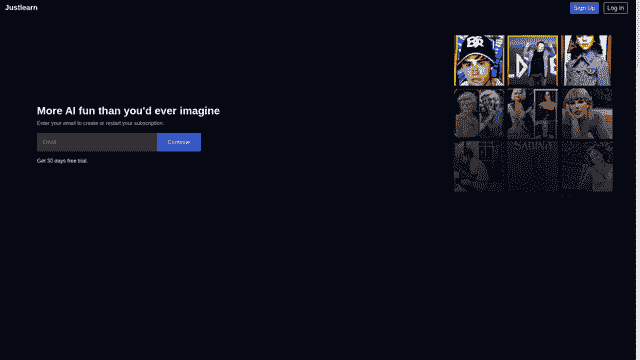 Justlearn
Sign Up
Log In
More AI fun than you'd ever imagine
Enter your email to create or restart your subscription.
Email
Continue
Get 30 days free trial.